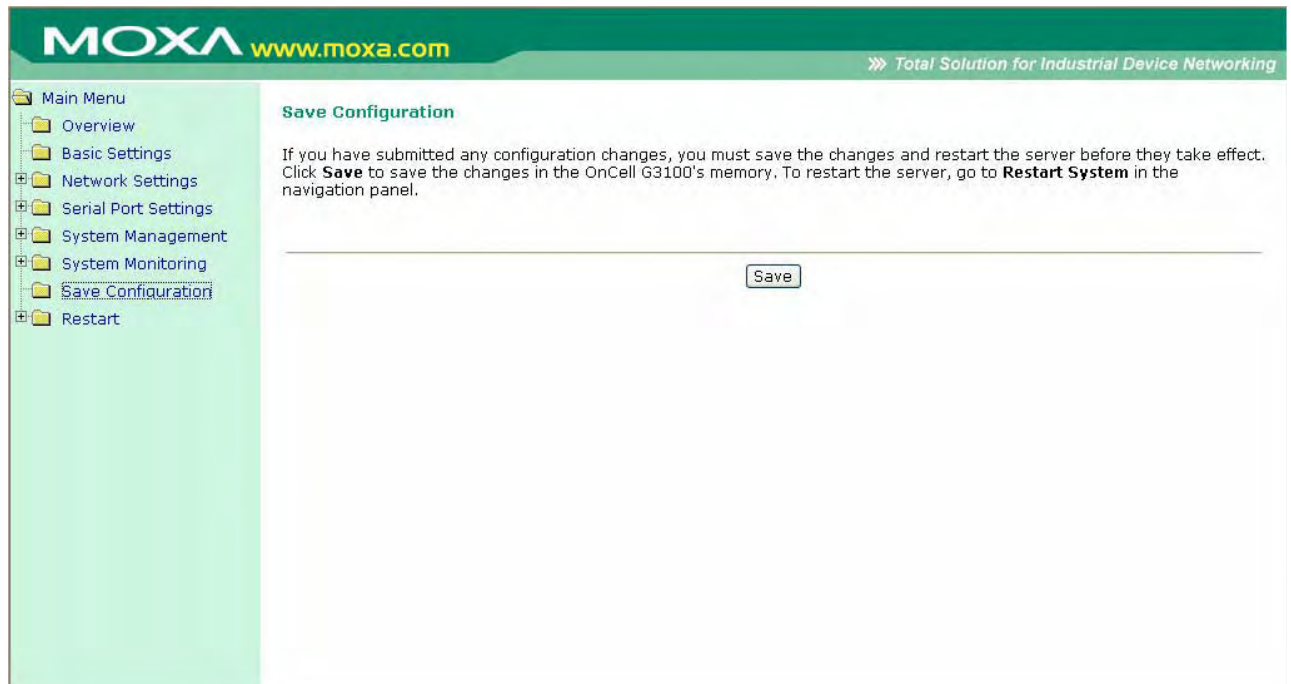 MOXA www.moxa.com
Total Solution for Industrial Device Networking
Main Menu
Overview
Basic Settings
Network Settings
Serial Port Settings
System Management
System Monitoring
Save Configuration
Restart
Save Configuration
If you have submitted any configuration changes, you must save the changes and restart the server before they take effect.
Click Save to save the changes in the OnCell G3100's memory. To restart the server, go to Restart System in the
navigation panel.
Save